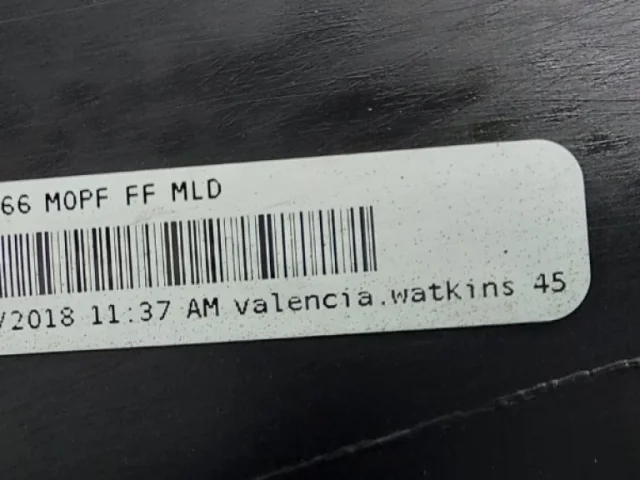 66 MOPF FF MLD
/2018 11:37 AM valencia.watkins 45